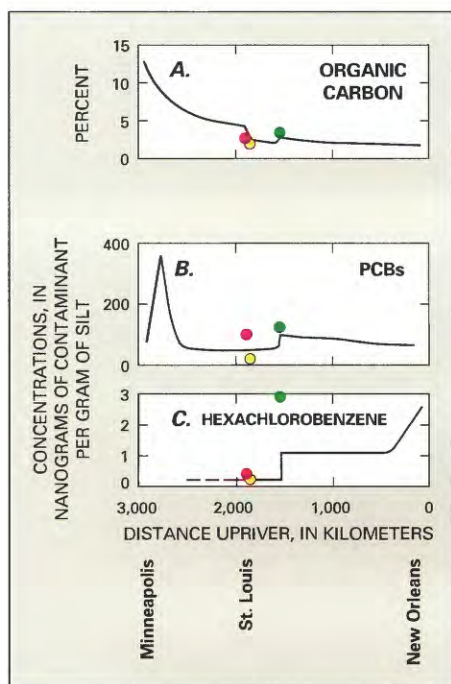 A. ORGANIC
CARBON
PERCENT
15
10
5
0
B. PCBs
400
200
0
C. HEXACHLOROBENZENE
3
2
1
0
CONCENTRATIONS, IN
NANOGRAMS OF CONTAMINANT
PER GRAM OF SILT
3,000 2,000 1,000 0
DISTANCE UPRIVER, IN KILOMETERS
Minneapolis
St. Louis
New Orleans